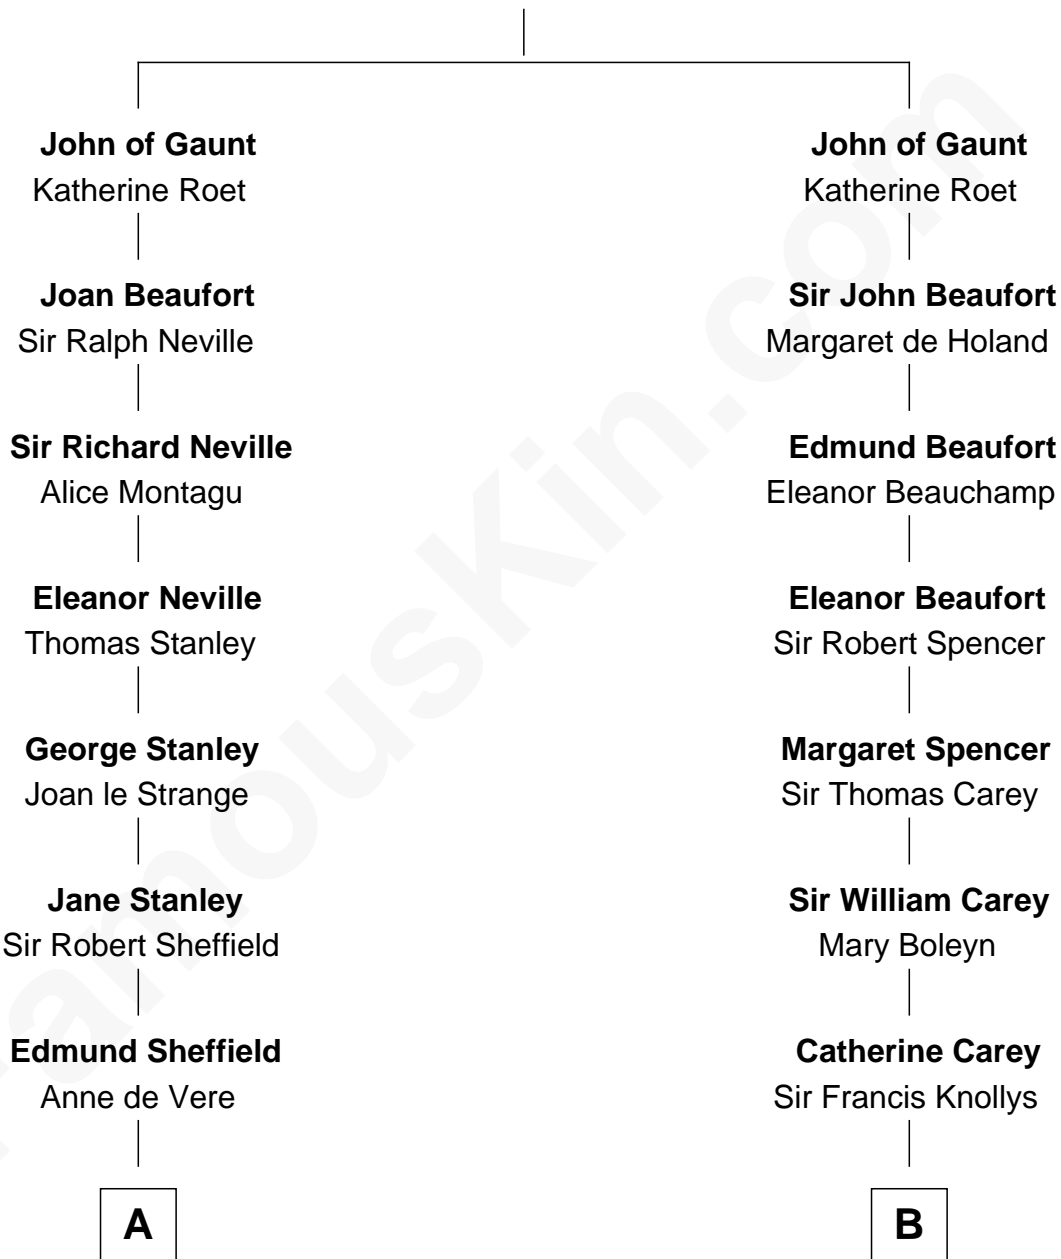 John of Gaunt
Katherine Roet
Joan Beaufort
Sir Ralph Neville
Sir Richard Neville
Alice Montagu
Eleanor Neville
Thomas Stanley
George Stanley
Joan le Strange
Jane Stanley
Sir Robert Sheffield
Edmund Sheffield
Anne de Vere
A
John of Gaunt
Katherine Roet
Sir John Beaufort
Margaret de Holand
Edmund Beaufort
Eleanor Beauchamp
Eleanor Beaufort
Sir Robert Spencer
Margaret Spencer
Sir Thomas Carey
Sir William Carey
Mary Boleyn
Catherine Carey
Sir Francis Knollys
B
FamousKin.com